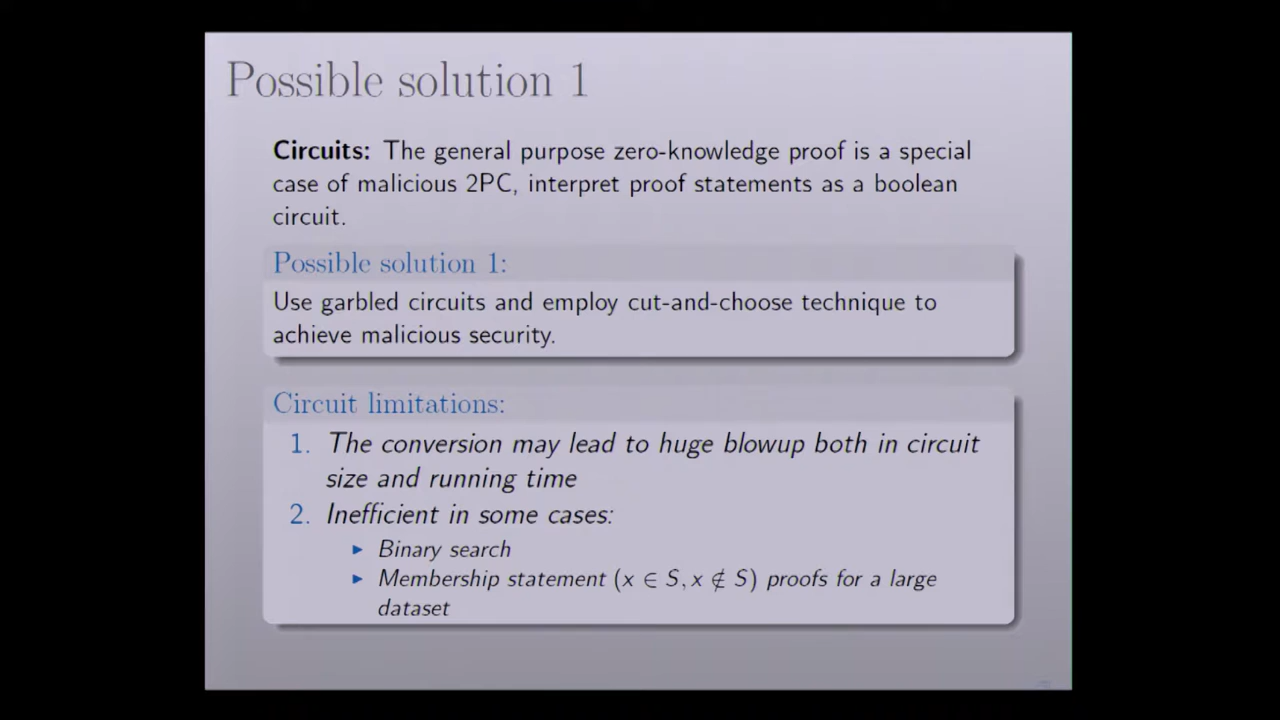 Possible solution 1
Circuits: The general purpose zero-knowledge proof is a special
case of malicious 2PC, interpret proof statements as a boolean
circuit.
Possible solution 1:
Use garbled circuits and employ cut-and-choose technique to
achieve malicious security.
Circuit limitations:
1. The conversion may lead to huge blowup both in circuit
size and running time
2. Inefficient in some cases:
▶ Binary search
▶ Membership statement (x ∈ S, x ∉ S) proofs for a large
dataset